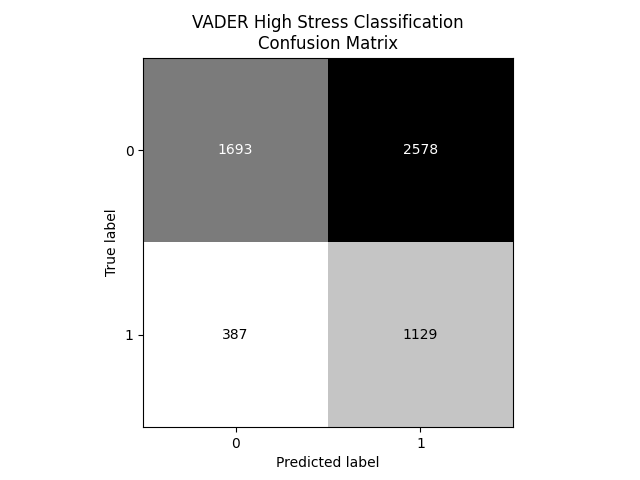 VADER High Stress Classification
Confusion Matrix
0
1693
2578
True label
1
387
1129
0
1
Predicted label